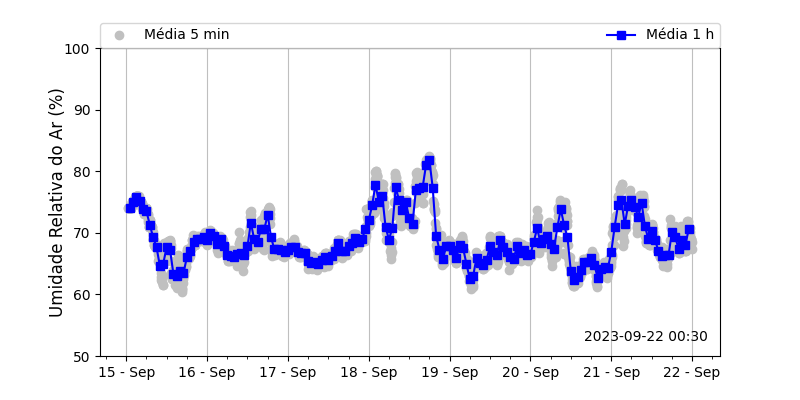 Média 5 min
Média 1 h
100
90
80
70
60
50
Umidade Relativa do Ar (%)
2023-09-22 00:30
15 - Sep
16 - Sep
17 - Sep
18 - Sep
19 - Sep
20 - Sep
21 - Sep
22 - Sep